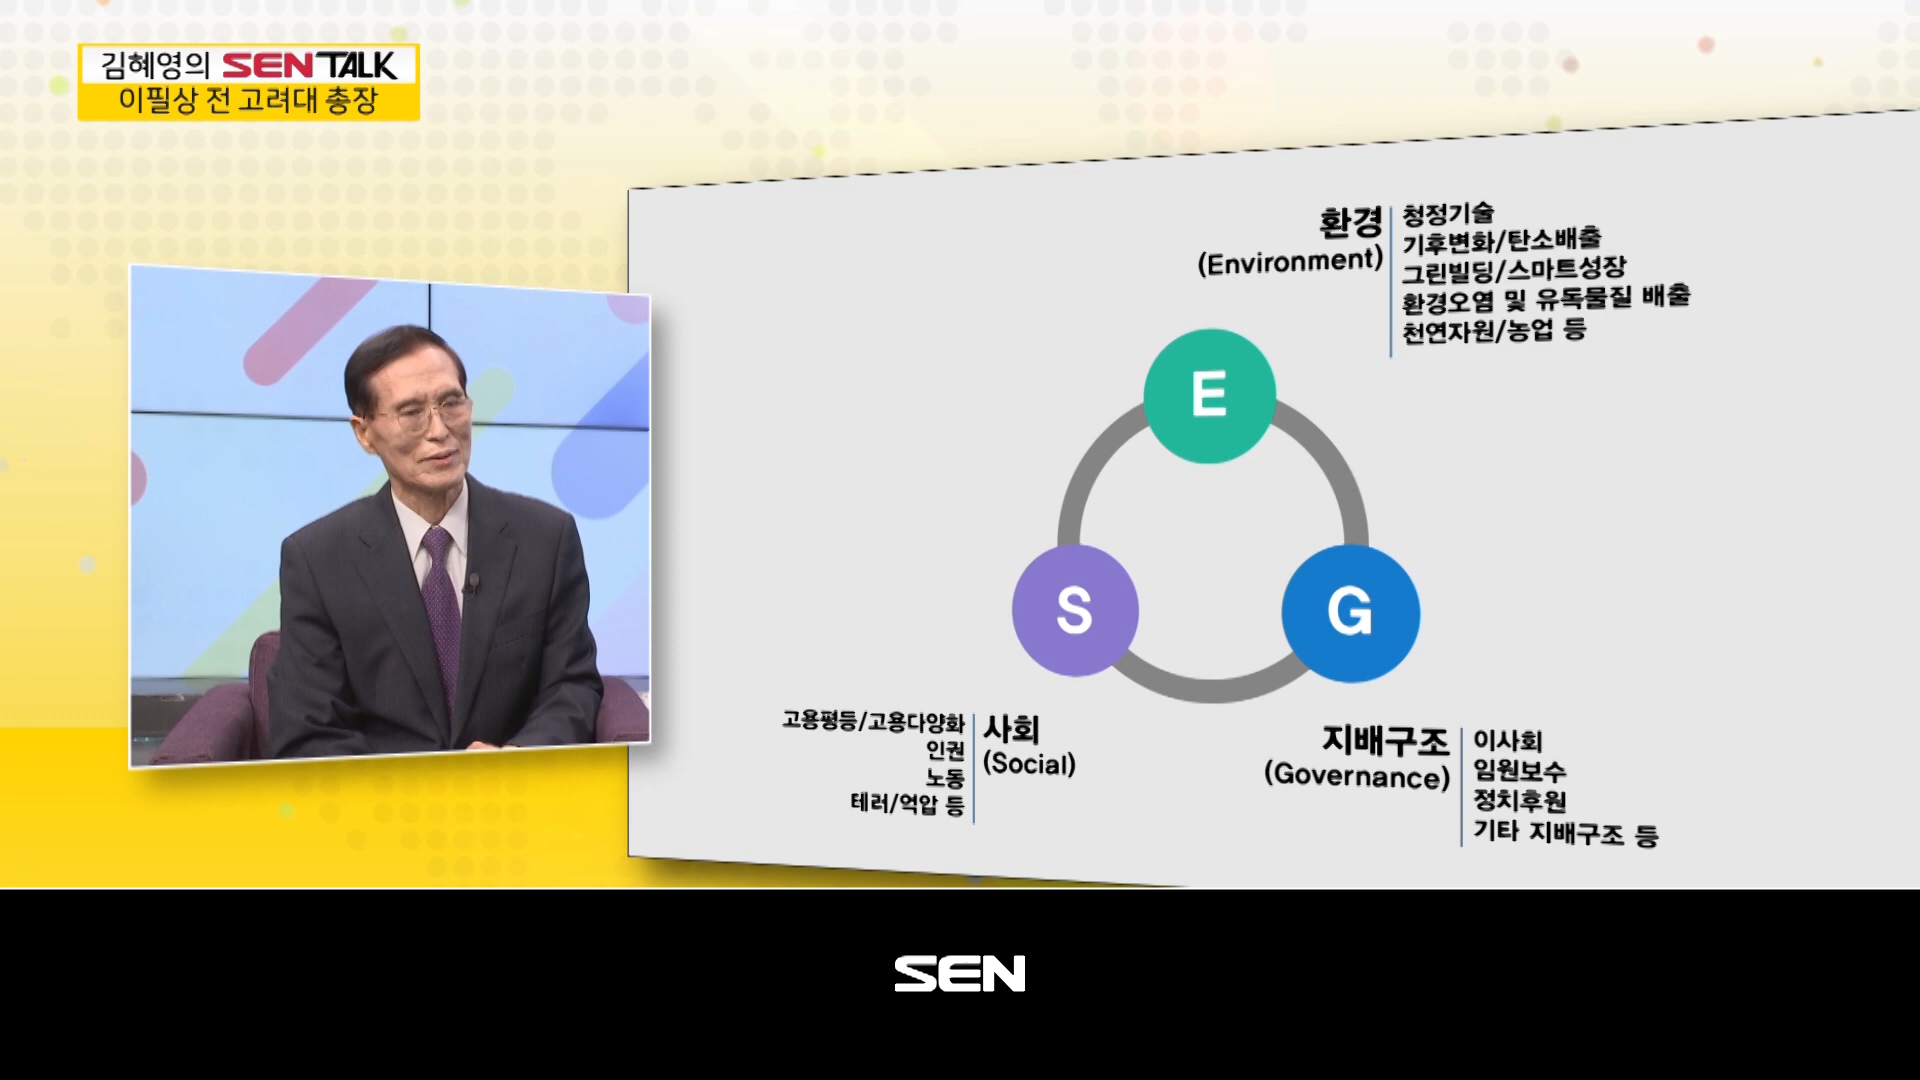 김혜영의 SEN TALK
이필상 전 고려대 총장
환경
(Environment)
청정기술
기후변화/탄소배출
그린빌딩/스마트성장
환경오염 및 유독물질 배출
천연자원/농업 등
E
S
G
고용평등/고용다양화
인권
노동
테러/억압 등
사회
(Social)
지배구조
(Governance)
이사회
임원보수
정치후원
기타 지배구조 등
SEN